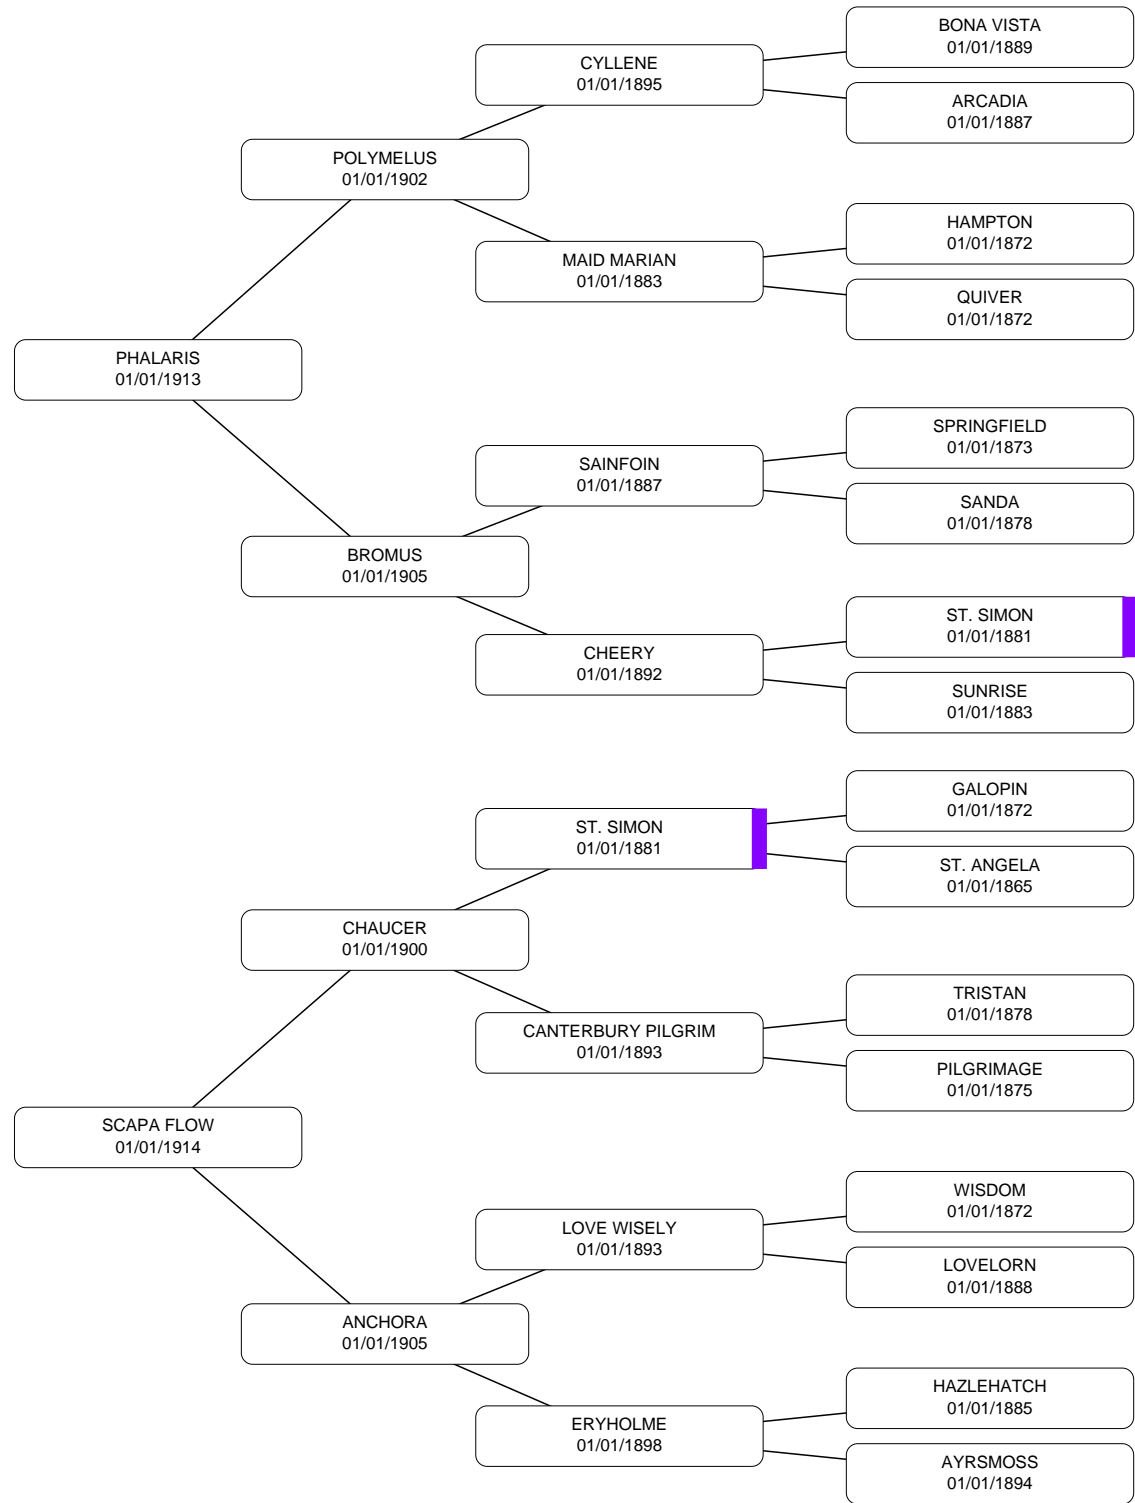 BONA VISTA
01/01/1889
CYLLENE
01/01/1895
ARCADIA
01/01/1887
POLYMELUS
01/01/1902
HAMPTON
01/01/1872
MAID MARIAN
01/01/1883
QUIVER
01/01/1872
PHALARIS
01/01/1913
SPRINGFIELD
01/01/1873
SAINFOIN
01/01/1887
SANDA
01/01/1878
BROMUS
01/01/1905
ST. SIMON
01/01/1881
CHEERY
01/01/1892
SUNRISE
01/01/1883
GALOPIN
01/01/1872
ST. SIMON
01/01/1881
ST. ANGELA
01/01/1865
CHAUCER
01/01/1900
TRISTAN
01/01/1878
CANTERBURY PILGRIM
01/01/1893
PILGRIMAGE
01/01/1875
SCAPA FLOW
01/01/1914
WISDOM
01/01/1872
LOVE WISELY
01/01/1893
LOVELORN
01/01/1888
ANCHORA
01/01/1905
HAZLEHATCH
01/01/1885
ERYHOLME
01/01/1898
AYRSMOSS
01/01/1894